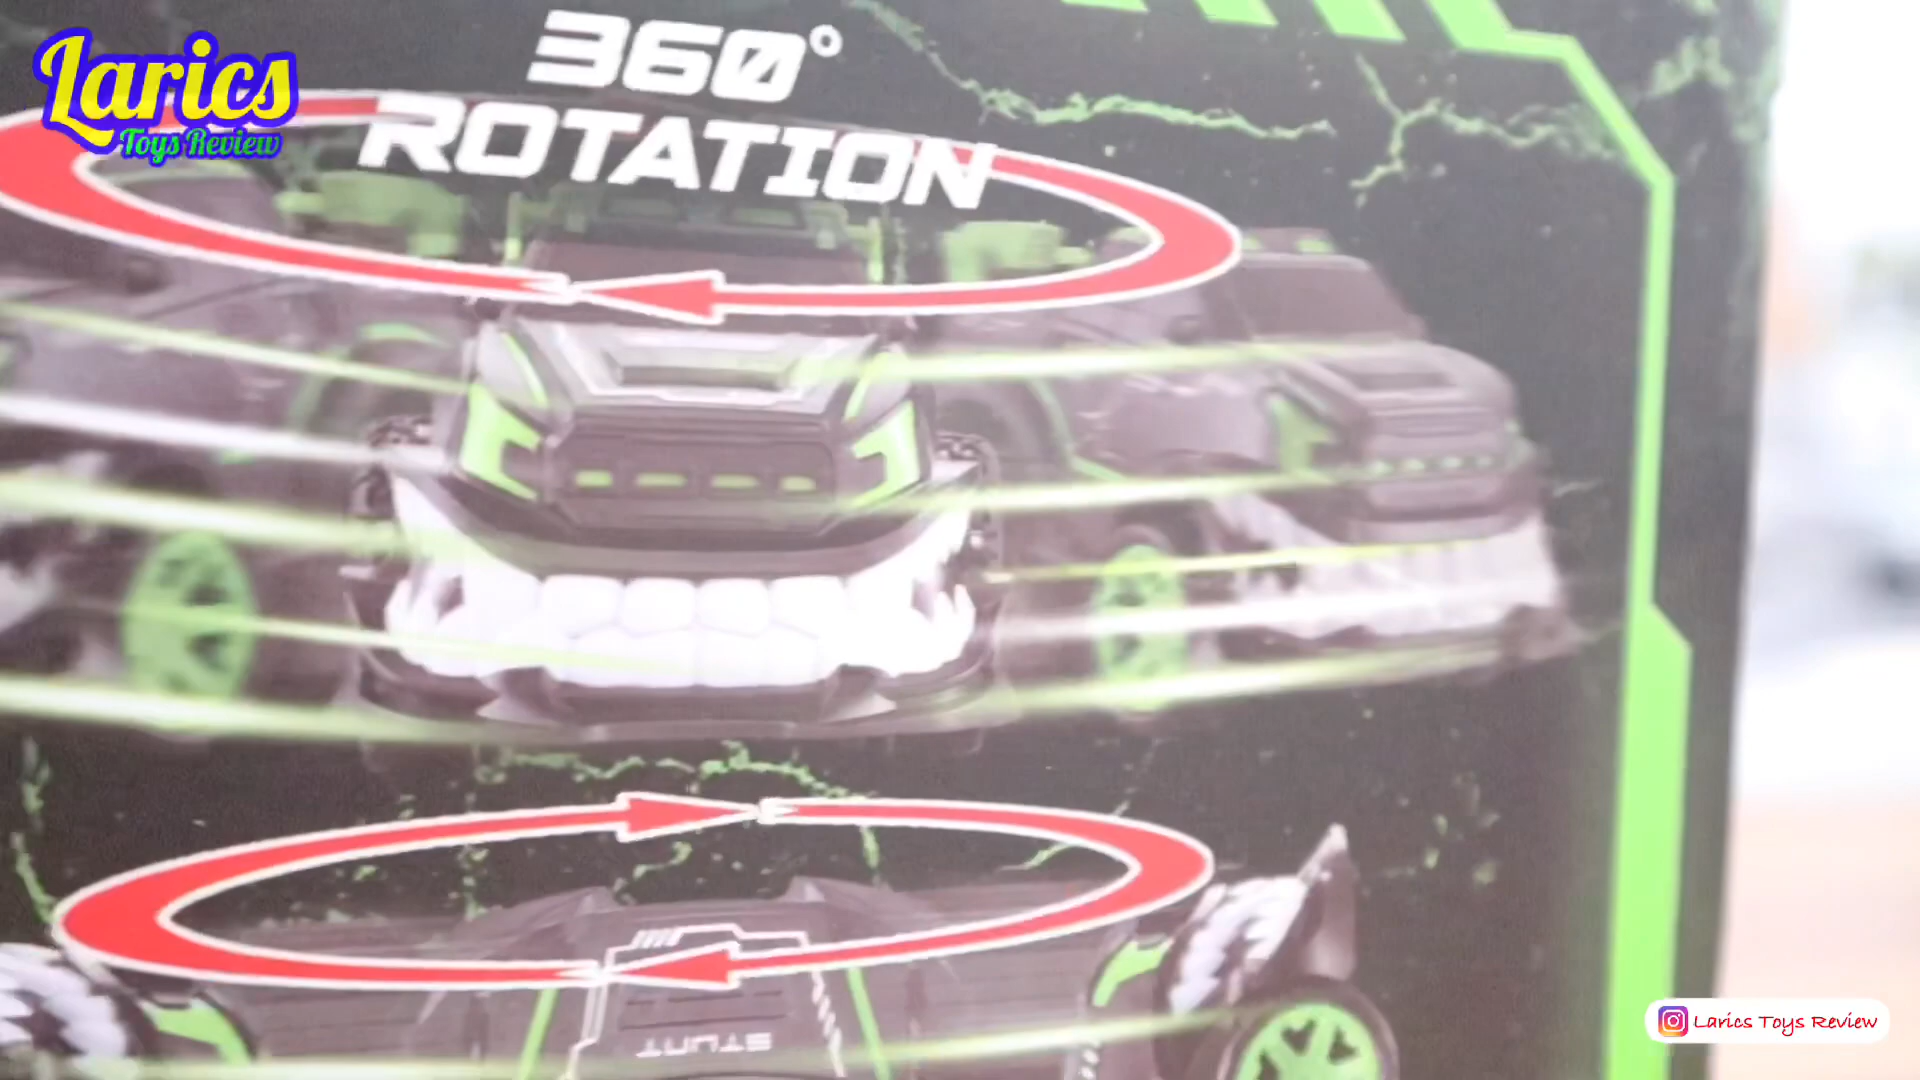 Larics
Toys Review
360°
ROTATION
STUNT
Larics Toys Review